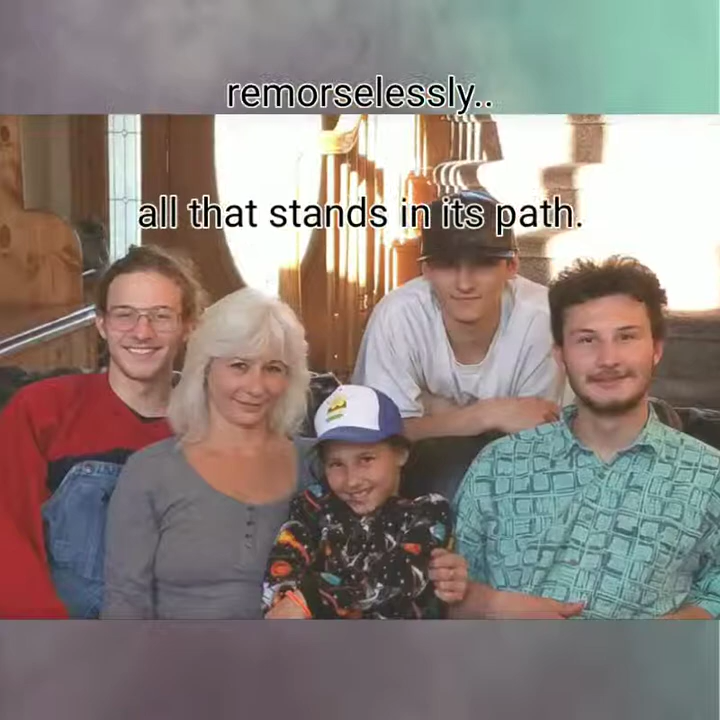 remorselessly..
all that stands in its path.